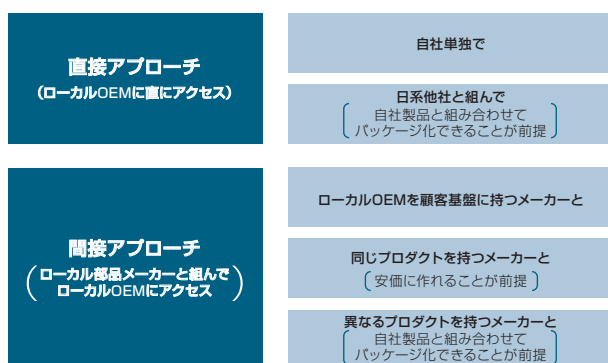 直接アプローチ
(ローカルOEMに直にアクセス)
自社単独で
日系他社と組んで
自社製品と組み合わせて
パッケージ化できることが前提
間接アプローチ
ローカル部品メーカーと組んで
ローカルOEMにアクセス
ローカルOEMを顧客基盤に持つメーカーと
同じプロダクトを持つメーカーと
安価に作れることが前提
異なるプロダクトを持つメーカーと
自社製品と組み合わせて
パッケージ化できることが前提